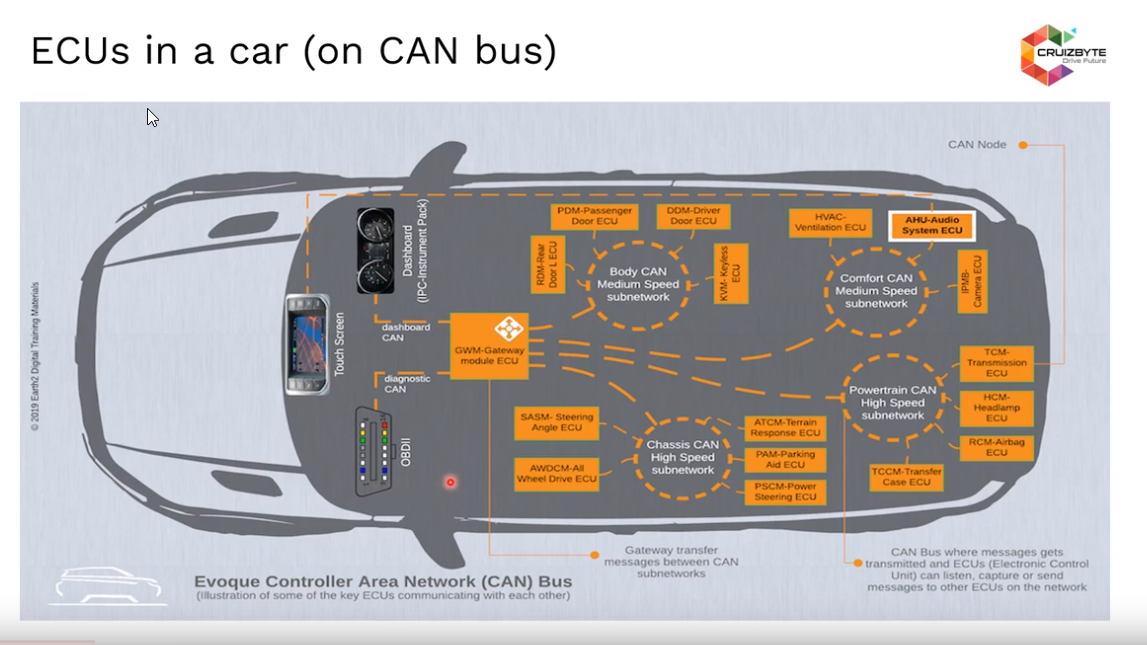 ECUs in a car (on CAN bus)
CRUIZBYTE
Drive Future
CAN Node
© 2019 Earth2 Digital Training Materials
Dashboard
(IPC-Instrument Pack)
Touch Screen
dashboard
CAN
diagnostic
CAN
OBDII
GWM-Gateway
module ECU
PDM-Passenger
Door ECU
DDM-Driver
Door ECU
RDM-Rear
Door L ECU
KVM- Keyless
ECU
Body CAN
Medium Speed
subnetwork
HVAC-
Ventilation ECU
AHU-Audio
System ECU
IPMB-
Camera ECU
Comfort CAN
Medium Speed
subnetwork
TCM-
Transmission
ECU
HCM-
Headlamp
ECU
RCM-Airbag
ECU
TCCM-Transfer
Case ECU
Powertrain CAN
High Speed
subnetwork
SASM- Steering
Angle ECU
AWDCM-All
Wheel Drive ECU
Chassis CAN
High Speed
subnetwork
ATCM-Terrain
Response ECU
PAM-Parking
Aid ECU
PSCM-Power
Steering ECU
Gateway transfer
messages between CAN
subnetworks
CAN Bus where messages gets
transmitted and ECUs (Electronic Control
Unit) can listen, capture or send
messages to other ECUs on the network
Evoque Controller Area Network (CAN) Bus
(Illustration of some of the key ECUs communicating with each other)